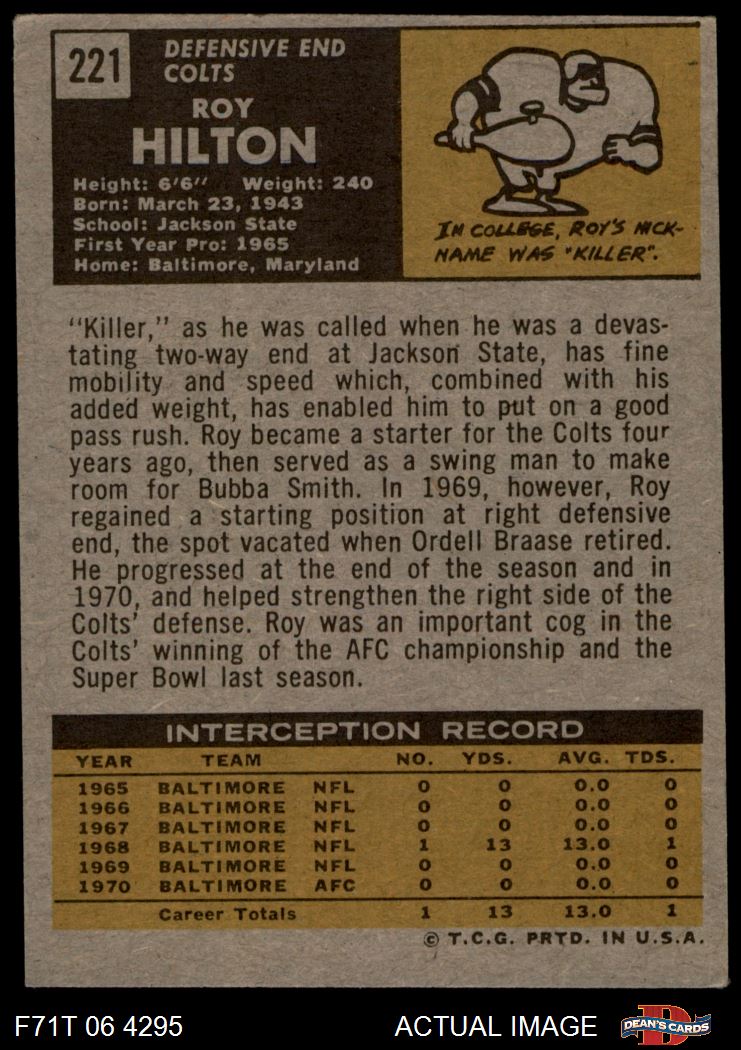 221
DEFENSIVE END
COLTS
ROY
HILTON
Height: 6'6" Weight: 240
Born: March 23, 1943
School: Jackson State
First Year Pro: 1965
Home: Baltimore, Maryland
IN COLLEGE, ROY'S NICK-
NAME WAS "KILLER".
"Killer," as he was called when he was a devas-
tating two-way end at Jackson State, has fine
mobility and speed which, combined with his
added weight, has enabled him to put on a good
pass rush. Roy became a starter for the Colts four
years ago, then served as a swing man to make
room for Bubba Smith. In 1969, however, Roy
regained a starting position at right defensive
end, the spot vacated when Ordell Braase retired.
He progressed at the end of the season and in
1970, and helped strengthen the right side of the
Colts' defense. Roy was an important cog in the
Colts' winning of the AFC championship and the
Super Bowl last season.
INTERCEPTION RECORD
YEAR TEAM NO. YDS. AVG. TDS.
1965 BALTIMORE NFL 0 0 0.0 0
1966 BALTIMORE NFL 0 0 0.0 0
1967 BALTIMORE NFL 0 0 0.0 0
1968 BALTIMORE NFL 1 13 13.0 1
1969 BALTIMORE NFL 0 0 0.0 0
1970 BALTIMORE AFC 0 0 0.0 0
Career Totals 1 13 13.0 1
© T.C.G. PRTD. IN U.S.A.
F71T 06 4295 ACTUAL IMAGE D DEAN'S CARDS